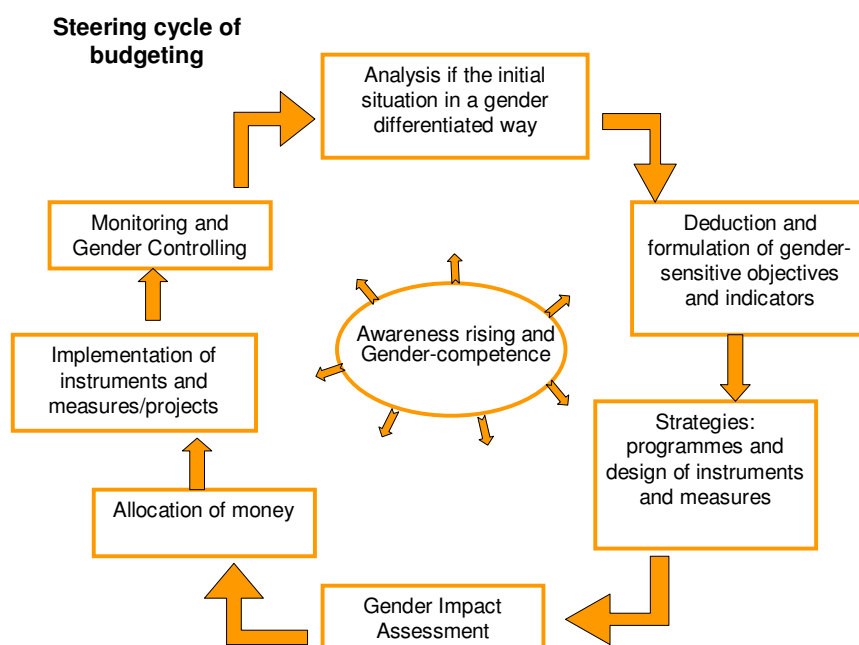 Steering cycle of
budgeting
Analysis if the initial
situation in a gender
differentiated way
Deduction and
formulation of gender-
sensitive objectives
and indicators
Strategies:
programmes and
design of instruments
and measures
Gender Impact
Assessment
Allocation of money
Implementation of
instruments and
measures/projects
Monitoring and
Gender Controlling
Awareness rising and
Gender-competence